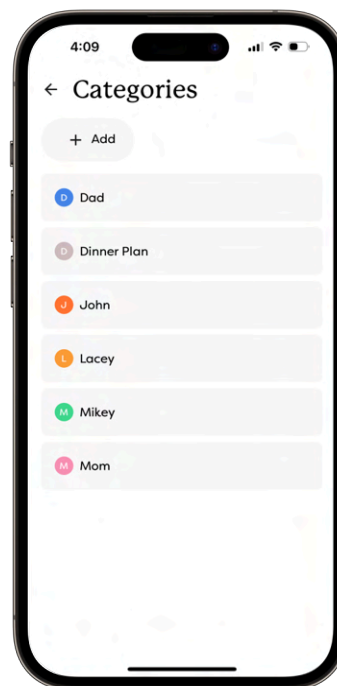 4:09
← Categories
+ Add
D Dad
D Dinner Plan
J John
L Lacey
M Mikey
M Mom